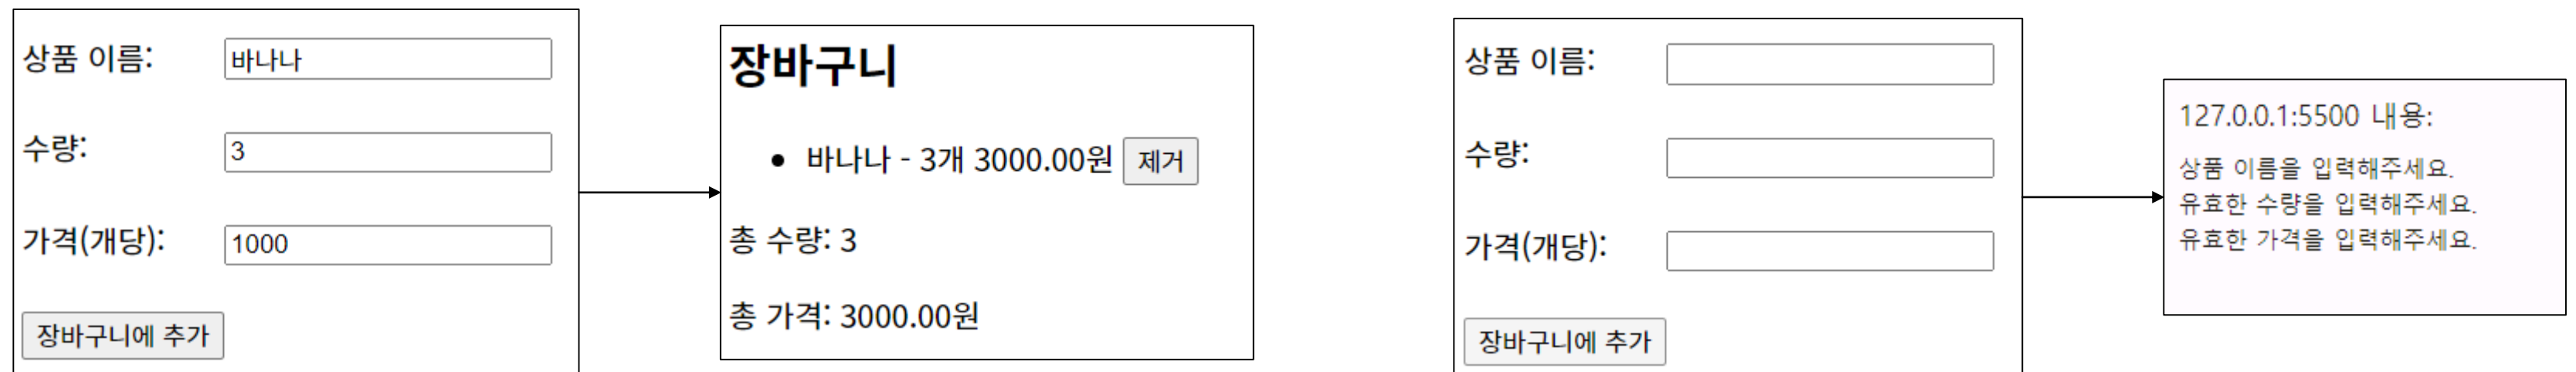 상품 이름: 바나나
수량: 3
가격(개당): 1000
장바구니에 추가
장바구니
• 바나나 - 3개 3000.00원 제거
총 수량: 3
총 가격: 3000.00원
상품 이름:
수량:
가격(개당):
장바구니에 추가
127.0.0.1:5500 내용:
상품 이름을 입력해주세요.
유효한 수량을 입력해주세요.
유효한 가격을 입력해주세요.